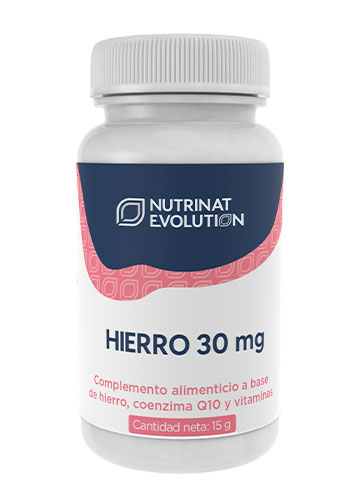 NUTRINAT
EVOLUTION
HIERRO 30 mg
Complemento alimenticio a base
de hierro, coenzima Q10 y vitaminas
Cantidad neta: 15 g